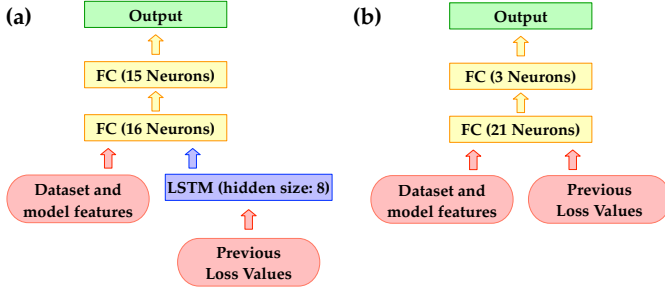 (a)
Output
FC (15 Neurons)
FC (16 Neurons)
Dataset and
model features
LSTM (hidden size: 8)
Previous
Loss Values
(b)
Output
FC (3 Neurons)
FC (21 Neurons)
Dataset and
model features
Previous
Loss Values